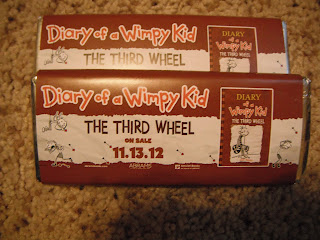 Diary of a Wimpy Kid
THE THIRD WHEEL
DIARY
of a
Wimpy Kid
THE THIRD WHEEL
Diary of a Wimpy Kid
THE THIRD WHEEL
ON SALE
11.13.12
ABRAMS
DIARY
of a
Wimpy Kid
THE THIRD WHEEL